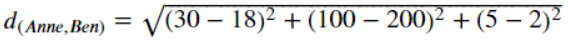 d(Anne,Ben) = √(30 − 18)² + (100 − 200)² + (5 − 2)²